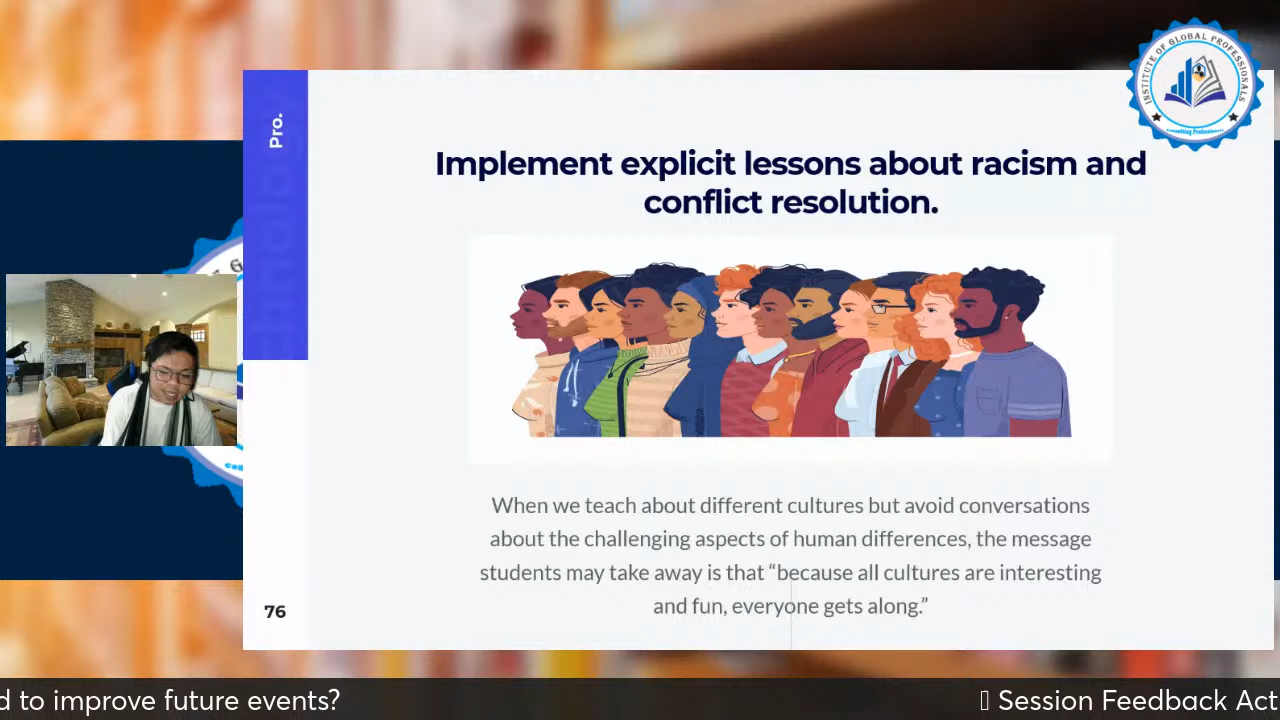 INSTITUTE OF GLOBAL PROFESSIONALS
Consulting Professionals
Pro.
Implement explicit lessons about racism and
conflict resolution.
When we teach about different cultures but avoid conversations
about the challenging aspects of human differences, the message
students may take away is that “because all cultures are interesting
and fun, everyone gets along.”
76
d to improve future events?
Session Feedback Act